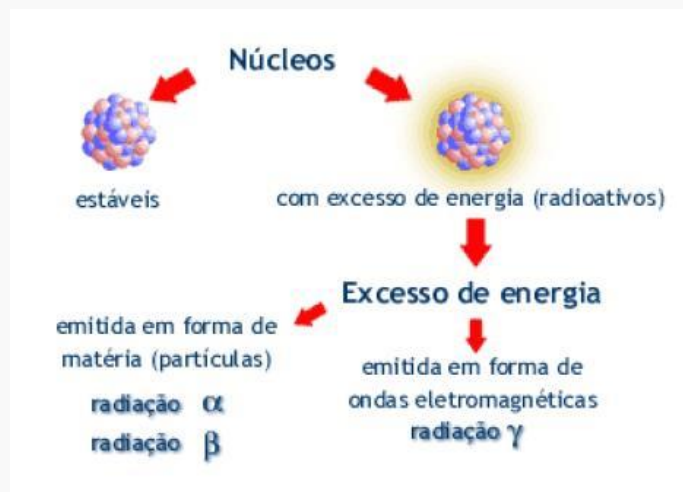 Núcleos
estáveis
com excesso de energia (radioativos)
Excesso de energia
emitida em forma de
matéria (partículas)
radiação α
radiação β
emitida em forma de
ondas eletromagnéticas
radiação γ